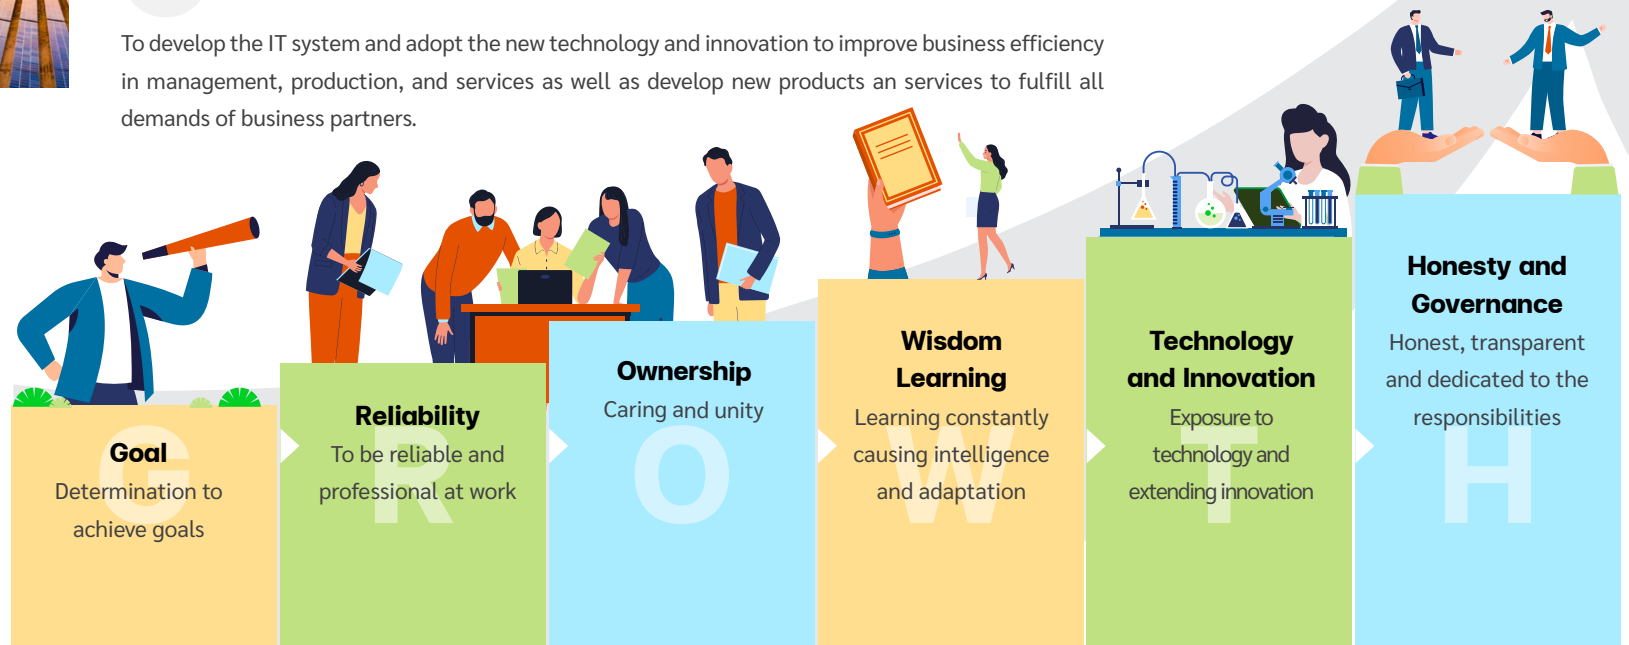 To develop the IT system and adopt the new technology and innovation to improve business efficiency
in management, production, and services as well as develop new products an services to fulfill all
demands of business partners.
Goal
Determination to
achieve goals
G
Reliability
To be reliable and
professional at work
R
Ownership
Caring and unity
O
Wisdom
Learning
Learning constantly
causing intelligence
and adaptation
W
Technology
and Innovation
Exposure to
technology and
extending innovation
T
Honesty and
Governance
Honest, transparent
and dedicated to the
responsibilities
H